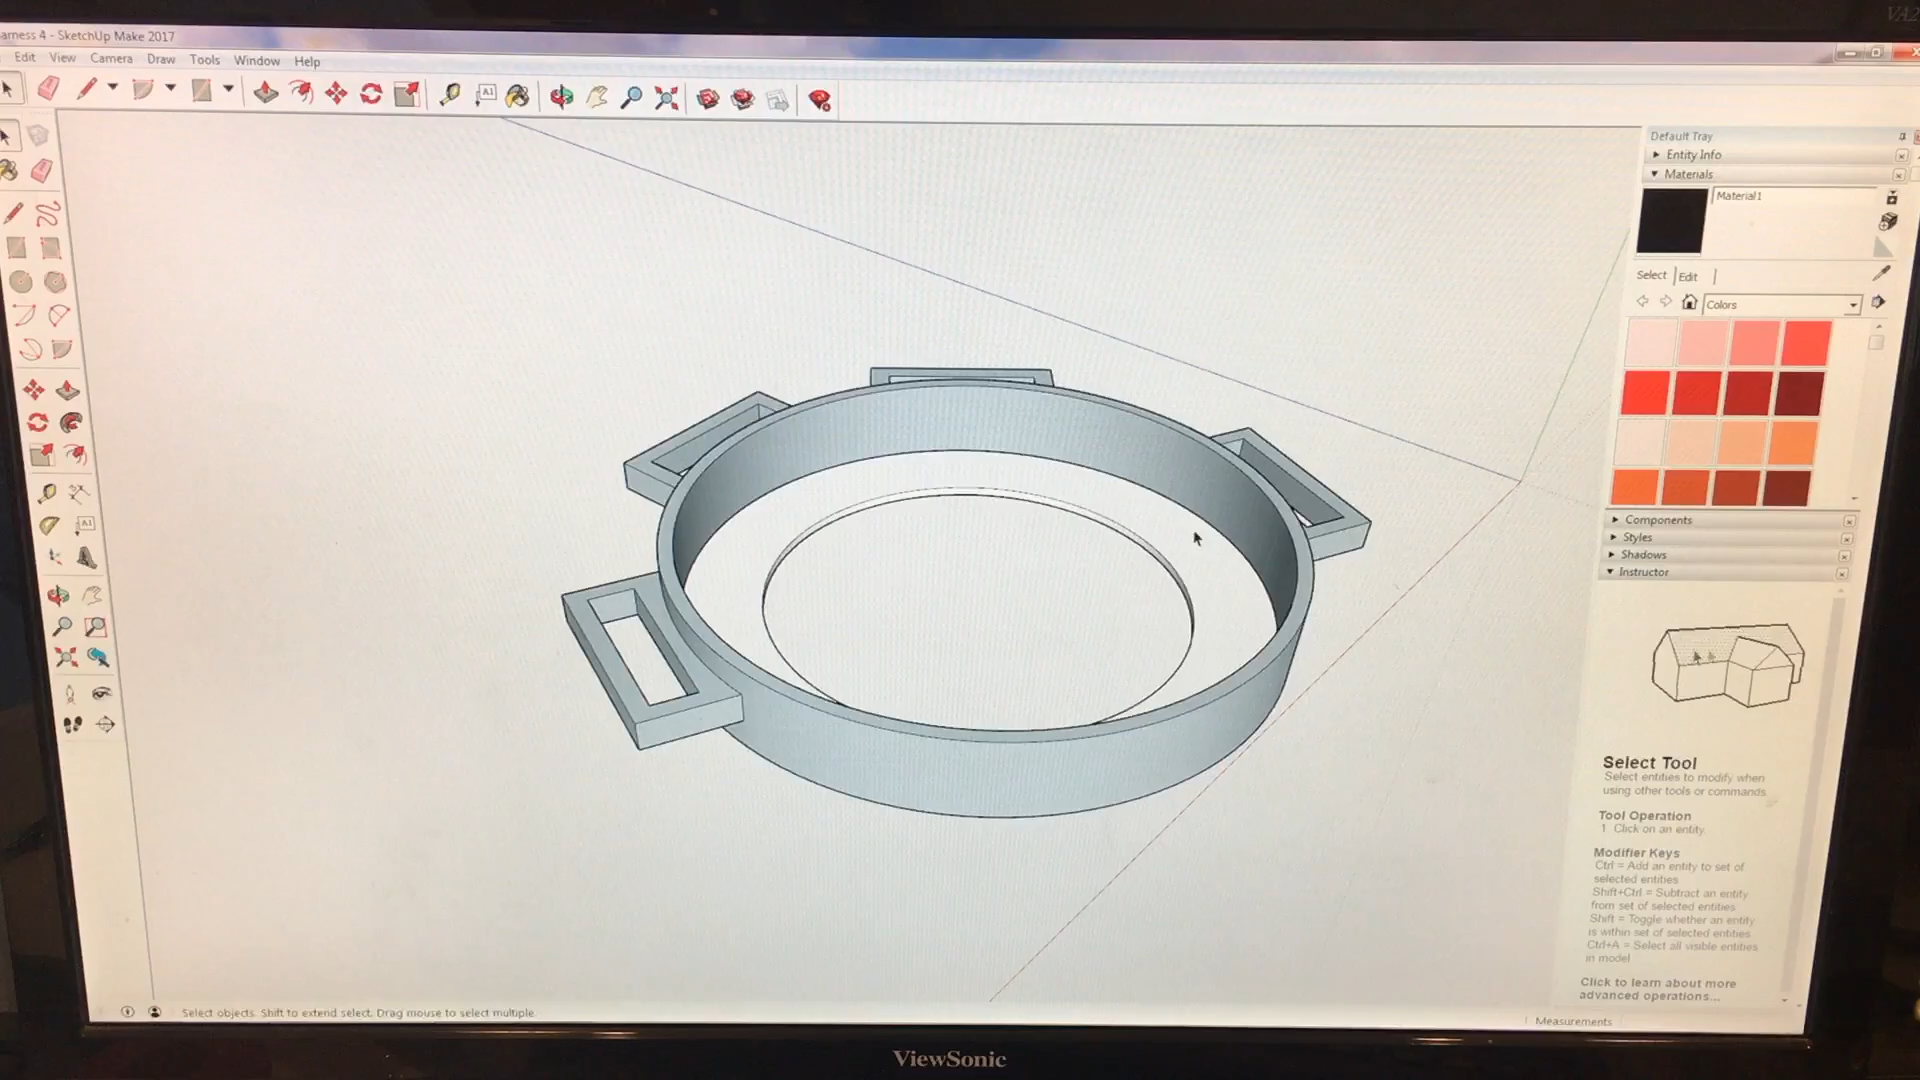 arness 4 - SketchUp Make 2017
Edit View Camera Draw Tools Window Help
Default Tray
Entity Info
Materials
Material1
Select Edit
Colors
Components
Styles
Shadows
Instructor
Select Tool
Select entities to modify when
using other tools or commands.
Tool Operation
1. Click on an entity.
Modifier Keys
Ctrl = Add an entity to set of
selected entities
Shift+Ctrl = Subtract an entity
from set of selected entities
Shift = Toggle whether an entity
is within set of selected entities
Ctrl+A = Select all visible entities
in model
Click to learn about more
advanced operations...
Select objects. Shift to extend select. Drag mouse to select multiple.
Measurements
ViewSonic